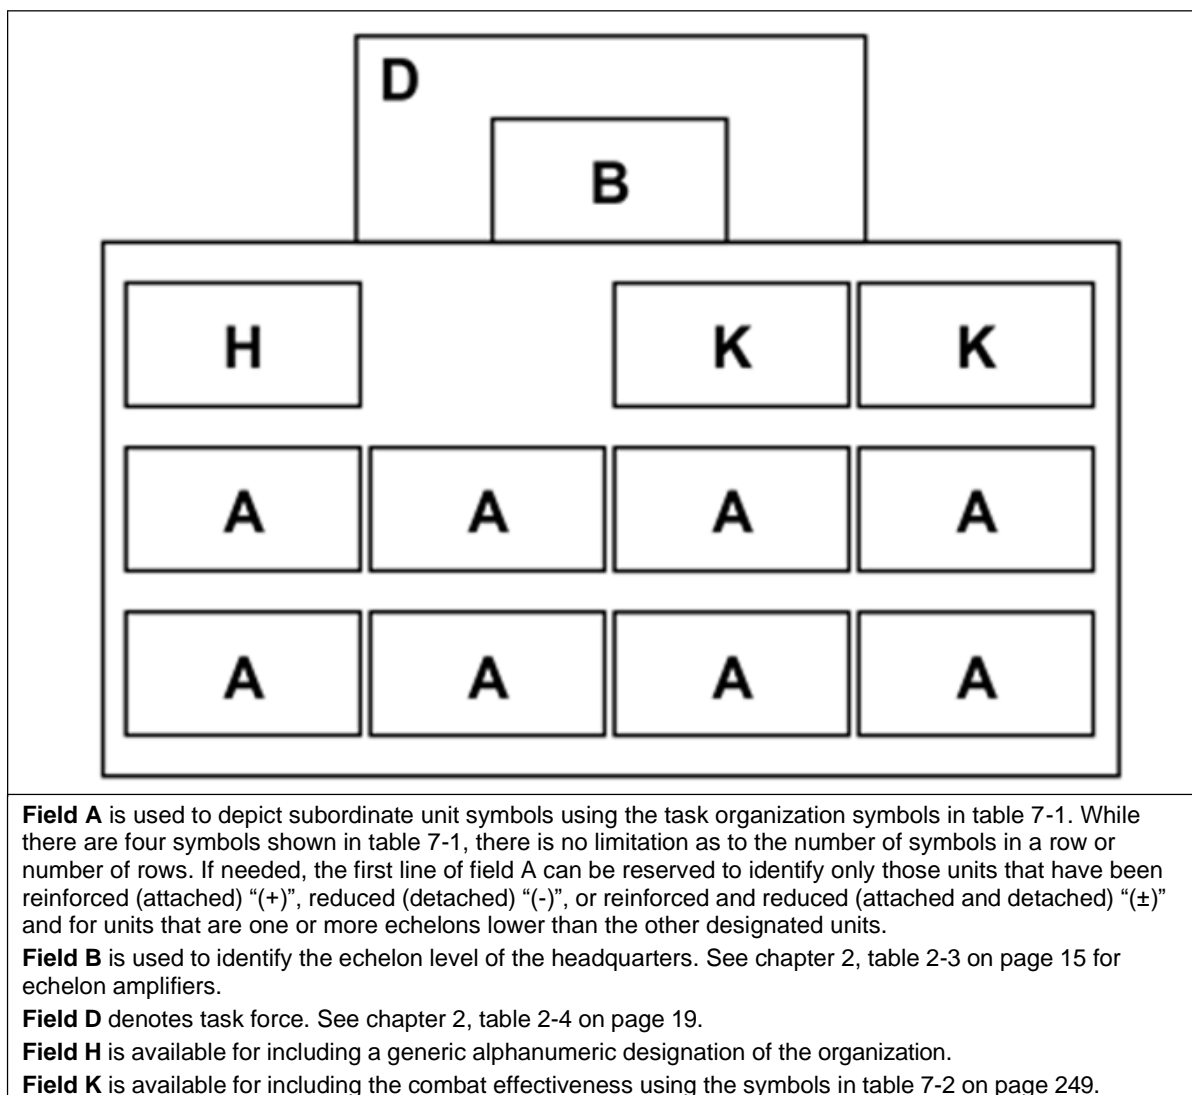 D
B
H K K
A A A A
A A A A
Field A is used to depict subordinate unit symbols using the task organization symbols in table 7-1. While
there are four symbols shown in table 7-1, there is no limitation as to the number of symbols in a row or
number of rows. If needed, the first line of field A can be reserved to identify only those units that have been
reinforced (attached) “(+)”, reduced (detached) “(-)”, or reinforced and reduced (attached and detached) “(±)”
and for units that are one or more echelons lower than the other designated units.
Field B is used to identify the echelon level of the headquarters. See chapter 2, table 2-3 on page 15 for
echelon amplifiers.
Field D denotes task force. See chapter 2, table 2-4 on page 19.
Field H is available for including a generic alphanumeric designation of the organization.
Field K is available for including the combat effectiveness using the symbols in table 7-2 on page 249.